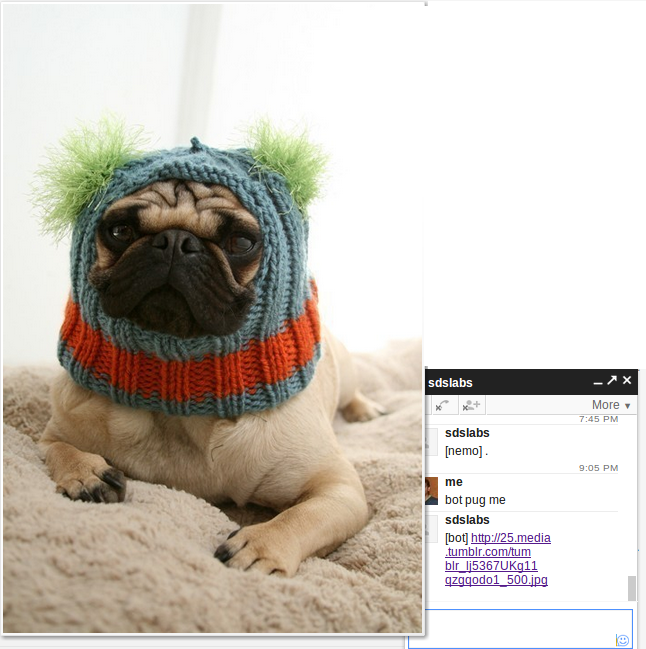 sdslabs
More
7:45 PM
sdslabs
[nemo] .
9:05 PM
me
bot pug me
sdslabs
[bot] http://25.media
.tumblr.com/tum
blr_lj5367UKg11
qzgqodo1_500.jpg